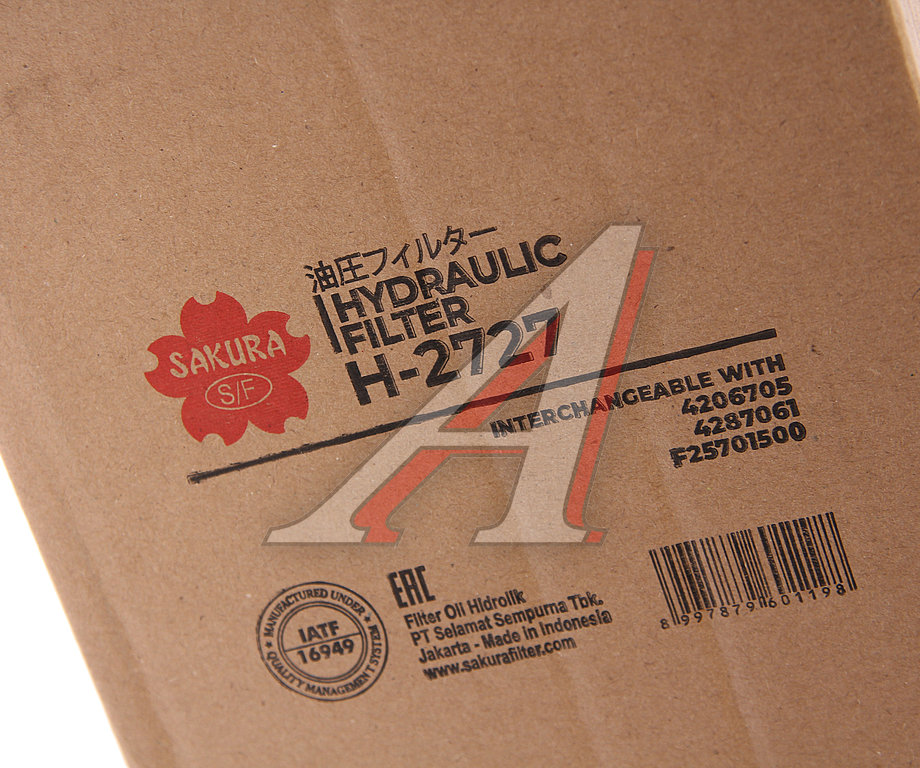 油圧フィルター
HYDRAULIC
FILTER
H-2727
SAKURA
S/F
INTERCHANGEABLE WITH
4206705
4287061
F25701500
MANUFACTURED UNDER
IATF
16949
QUALITY MANAGEMENT SYSTEM
EAC
Filter Oli Hidrolik
PT Selamat Sempurna Tbk.
Jakarta - Made in Indonesia
www.sakurafilter.com
8 997879 601198
A